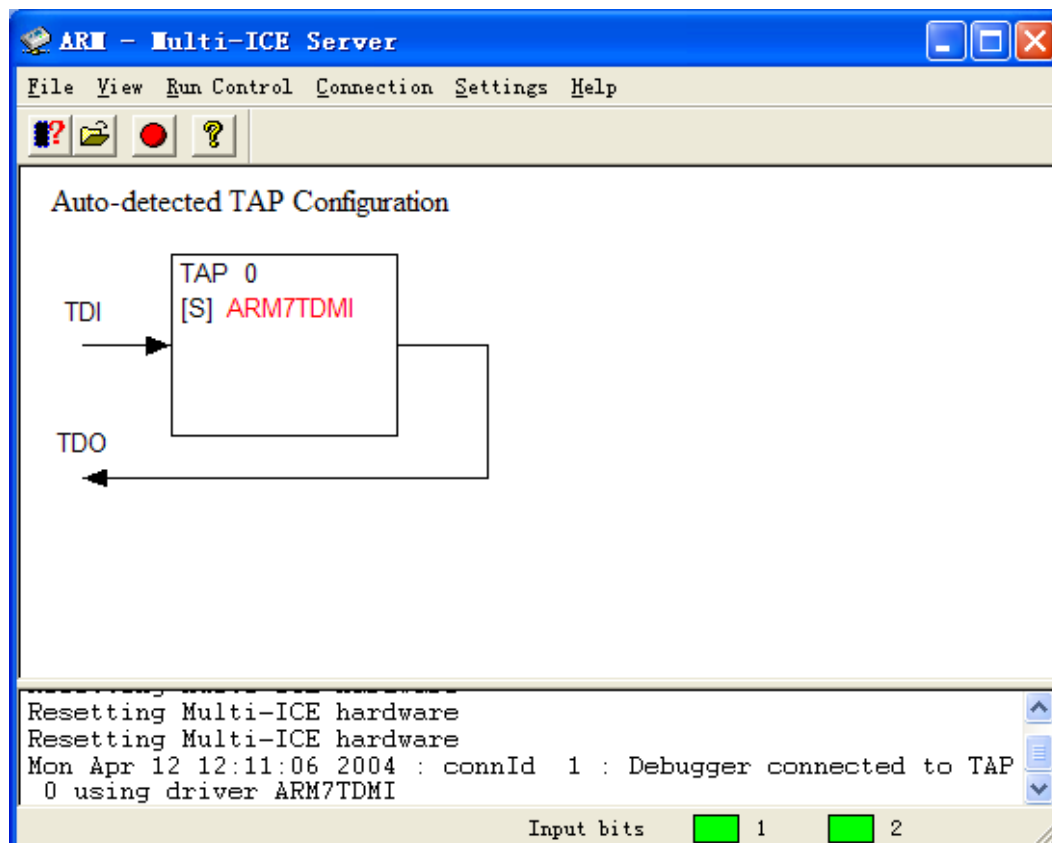 ARM - Multi-ICE Server
File View Run Control Connection Settings Help
Auto-detected TAP Configuration
TAP 0
TDI
[S] ARM7TDMI
TDO
Resetting Multi-ICE hardware
Resetting Multi-ICE hardware
Mon Apr 12 12:11:06 2004 : connId 1 : Debugger connected to TAP
0 using driver ARM7TDMI
Input bits 1 2